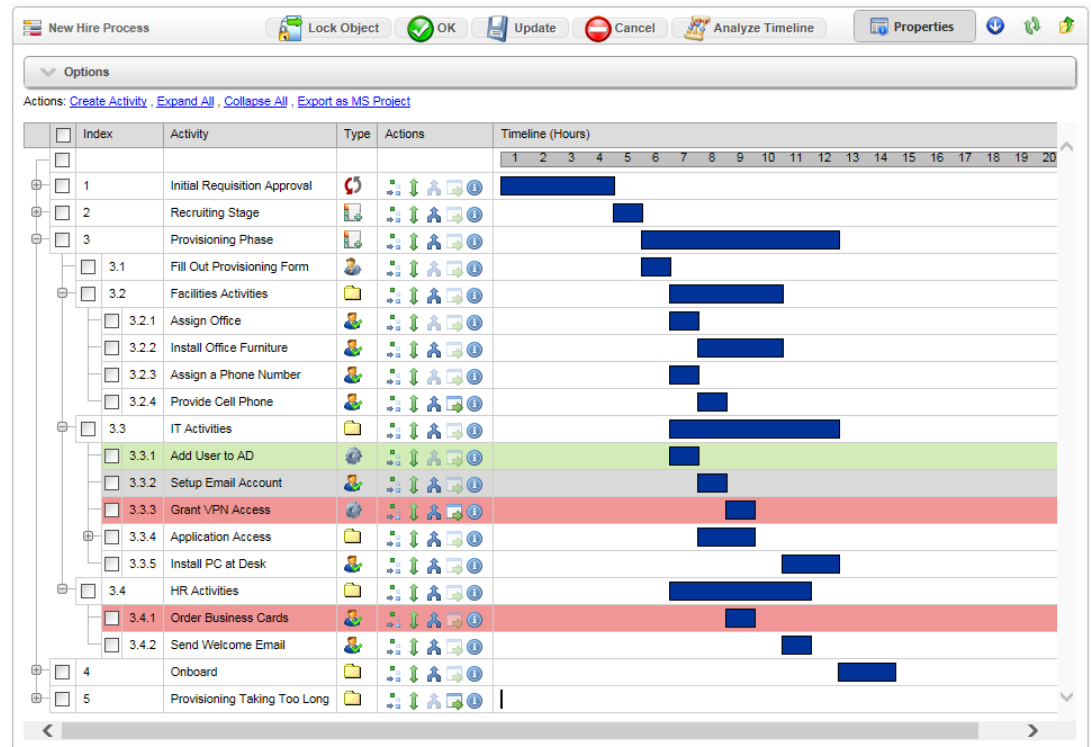 New Hire Process Lock Object OK Update Cancel Analyze Timeline Properties
Options
Actions: Create Activity , Expand All , Collapse All , Export as MS Project
Index Activity Type Actions Timeline (Hours)
1 2 3 4 5 6 7 8 9 10 11 12 13 14 15 16 17 18 19 20
1 Initial Requisition Approval
2 Recruiting Stage
3 Provisioning Phase
3.1 Fill Out Provisioning Form
3.2 Facilities Activities
3.2.1 Assign Office
3.2.2 Install Office Furniture
3.2.3 Assign a Phone Number
3.2.4 Provide Cell Phone
3.3 IT Activities
3.3.1 Add User to AD
3.3.2 Setup Email Account
3.3.3 Grant VPN Access
3.3.4 Application Access
3.3.5 Install PC at Desk
3.4 HR Activities
3.4.1 Order Business Cards
3.4.2 Send Welcome Email
4 Onboard
5 Provisioning Taking Too Long